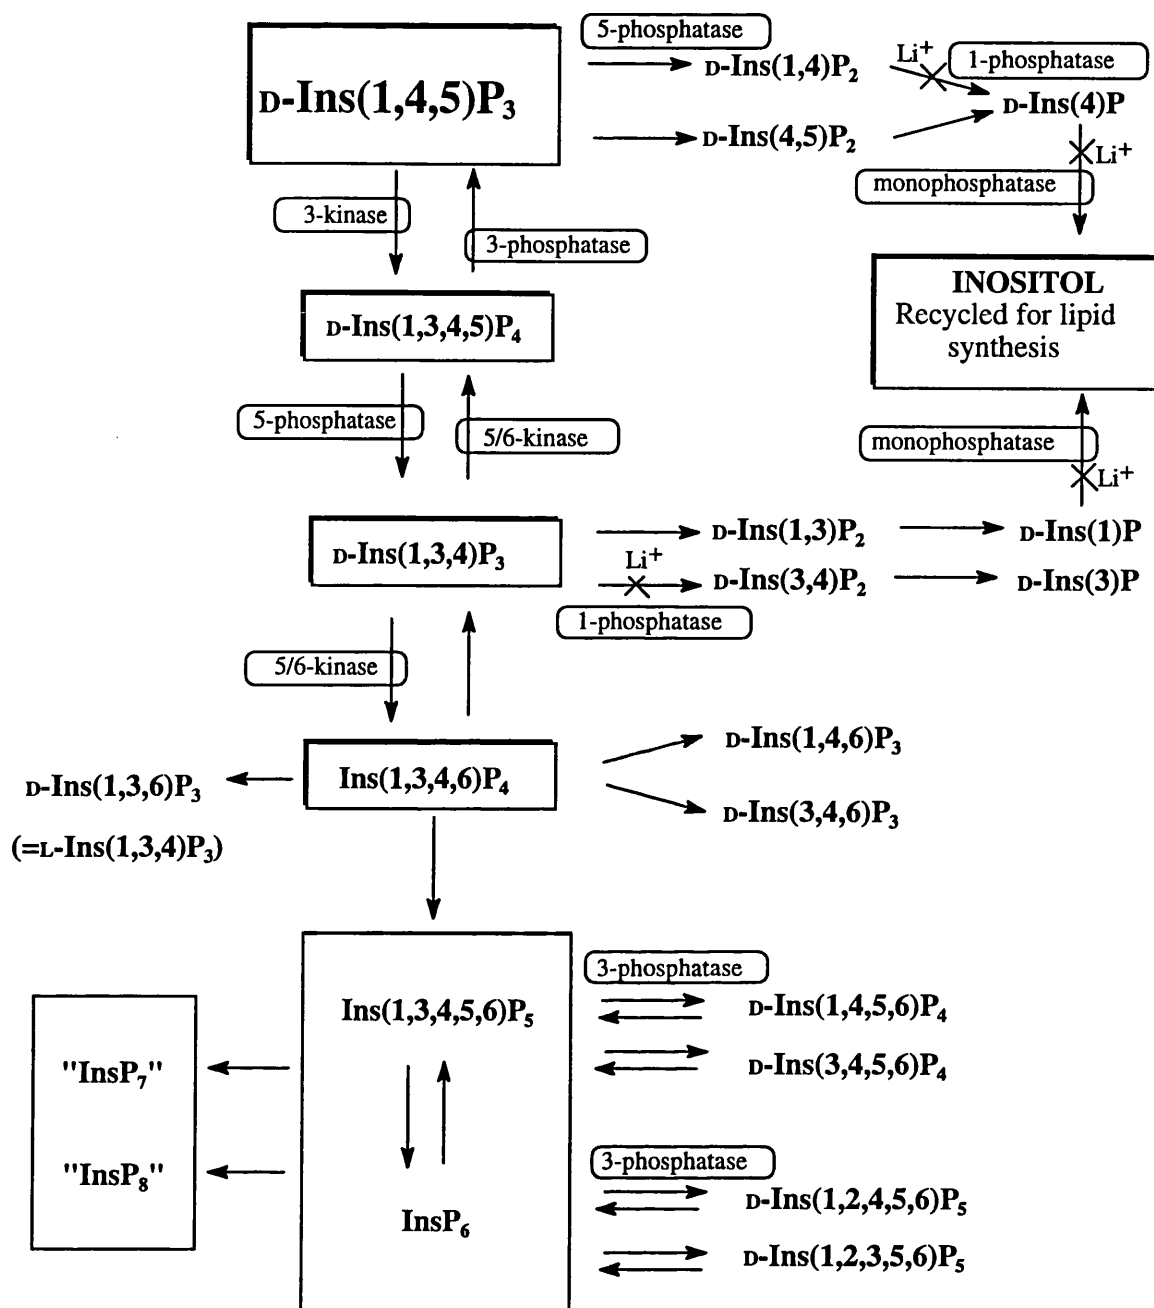 5-phosphatase
D-Ins(1,4,5)P3
D-Ins(1,4)P2
Li+
1-phosphatase
D-Ins(4)P
D-Ins(4,5)P2
Li+
monophosphatase
3-kinase
3-phosphatase
INOSITOL
Recycled for lipid
synthesis
D-Ins(1,3,4,5)P4
5-phosphatase
5/6-kinase
monophosphatase
Li+
D-Ins(1,3,4)P3
D-Ins(1,3)P2
D-Ins(1)P
Li+
D-Ins(3,4)P2
D-Ins(3)P
1-phosphatase
5/6-kinase
D-Ins(1,3,6)P3
(=L-Ins(1,3,4)P3)
Ins(1,3,4,6)P4
D-Ins(1,4,6)P3
D-Ins(3,4,6)P3
3-phosphatase
Ins(1,3,4,5,6)P5
D-Ins(1,4,5,6)P4
D-Ins(3,4,5,6)P4
"InsP7"
"InsP8"
3-phosphatase
InsP6
D-Ins(1,2,4,5,6)P5
D-Ins(1,2,3,5,6)P5